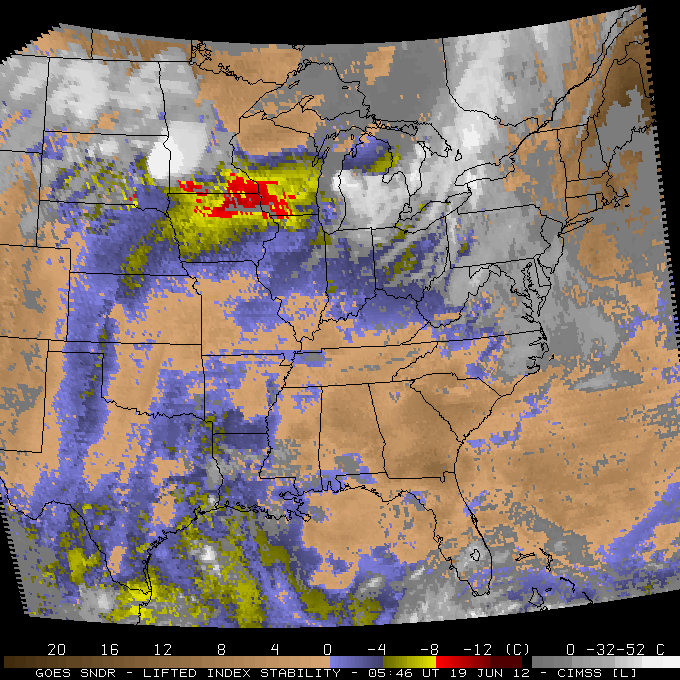 20 16 12 8 4 0 -4 -8 -12 (C) 0 -32-52 C
GOES SNDR - LIFTED INDEX STABILITY - 05:46 UT 19 JUN 12 - CIMSS [L]